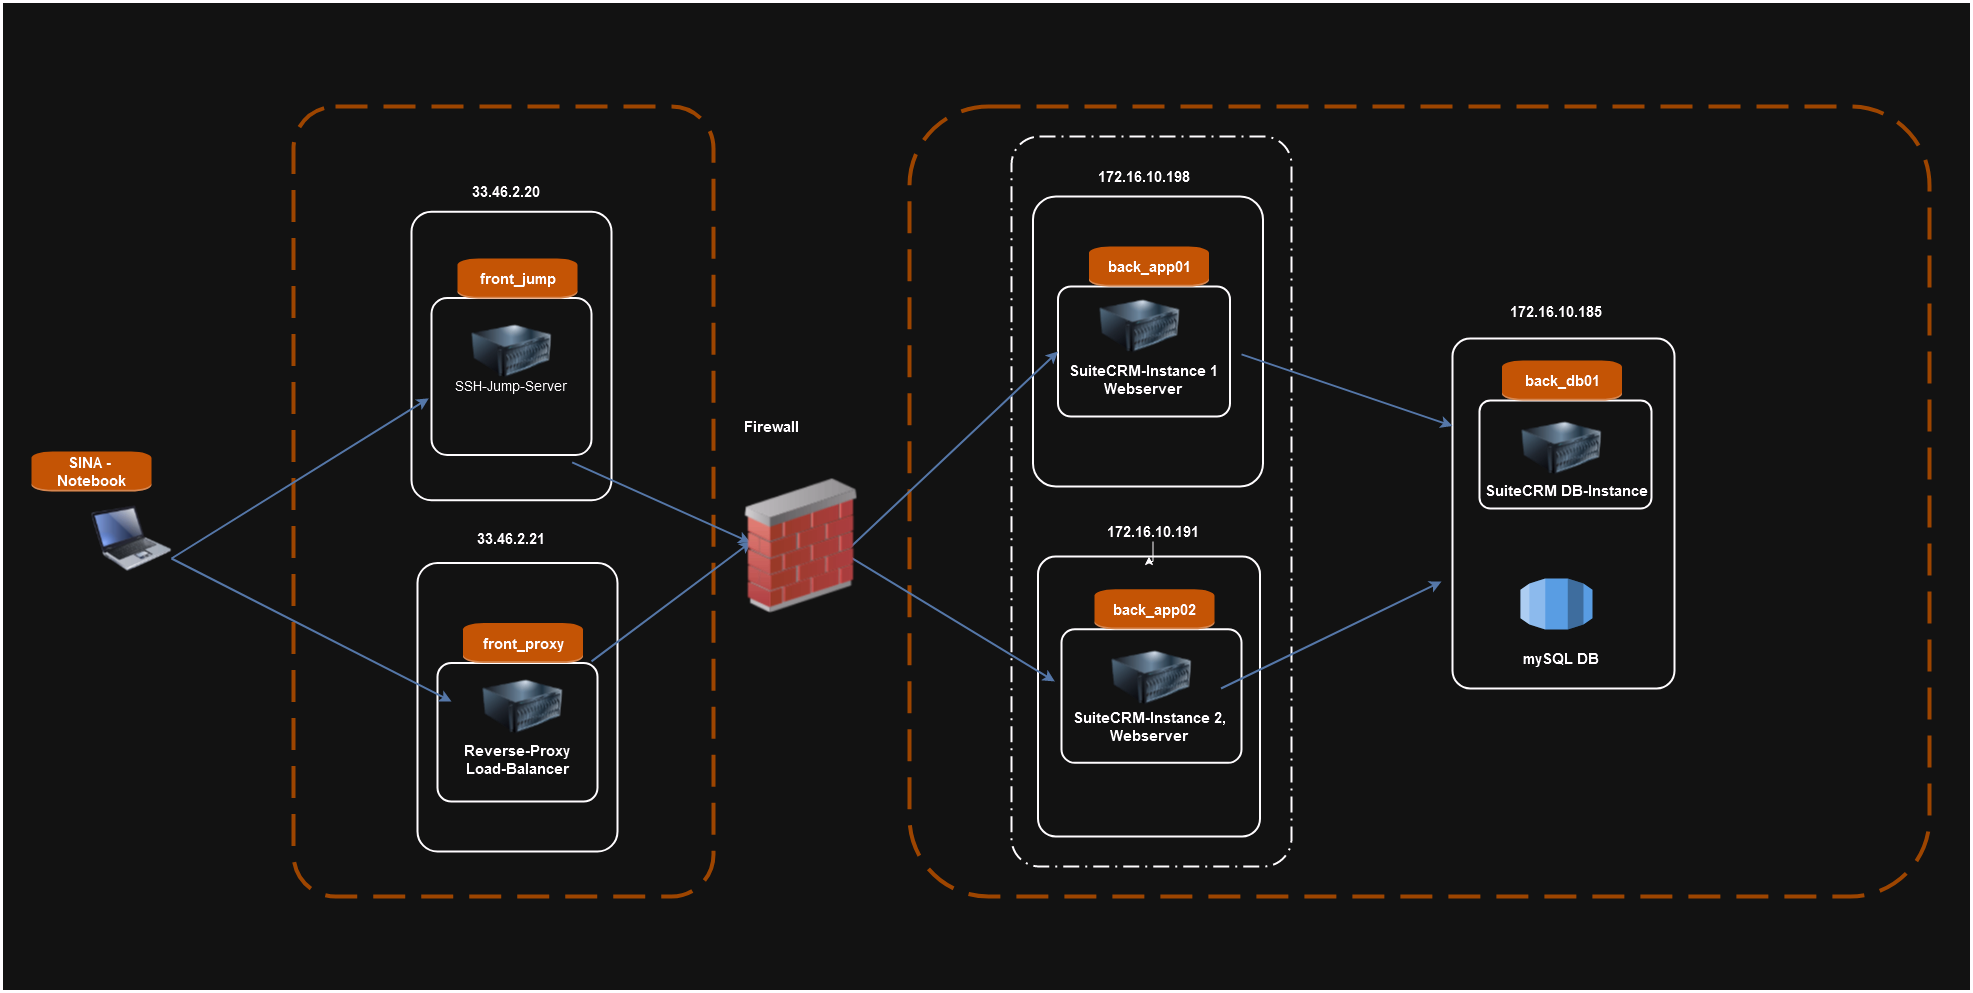 33.46.2.20
front_jump
SSH-Jump-Server
SINA -
Notebook
33.46.2.21
front_proxy
Reverse-Proxy
Load-Balancer
Firewall
172.16.10.198
back_app01
SuiteCRM-Instance 1
Webserver
172.16.10.191
back_app02
SuiteCRM-Instance 2,
Webserver
172.16.10.185
back_db01
SuiteCRM DB-Instance
mySQL DB